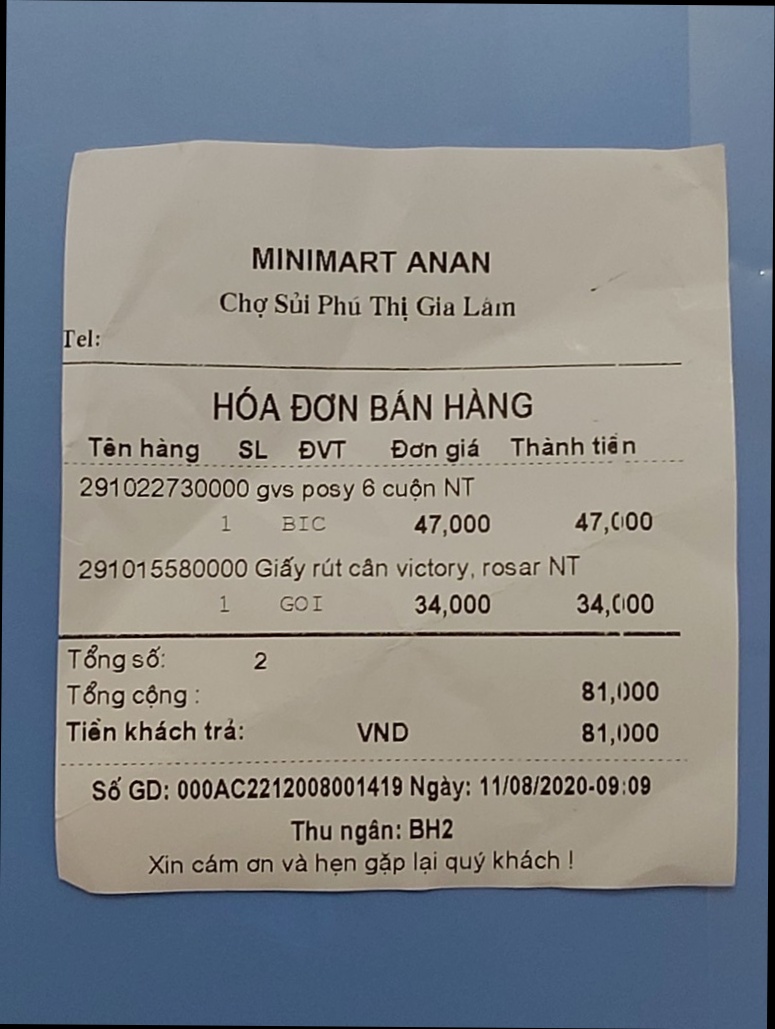 MINIMART ANAN
Chợ Sủi Phú Thị Gia Lâm
Tel:
HÓA ĐƠN BÁN HÀNG
Tên hàng SL ĐVT Đơn giá Thành tiền
291022730000 gvs posy 6 cuộn NT
1 BIC 47,000 47,000
291015580000 Giấy rút cân victory, rosar NT
1 GOI 34,000 34,000
Tổng số: 2
Tổng cộng : 81,000
Tiền khách trả: VND 81,000
Số GD: 000AC2212008001419 Ngày: 11/08/2020-09:09
Thu ngân: BH2
Xin cám ơn và hẹn gặp lại quý khách !